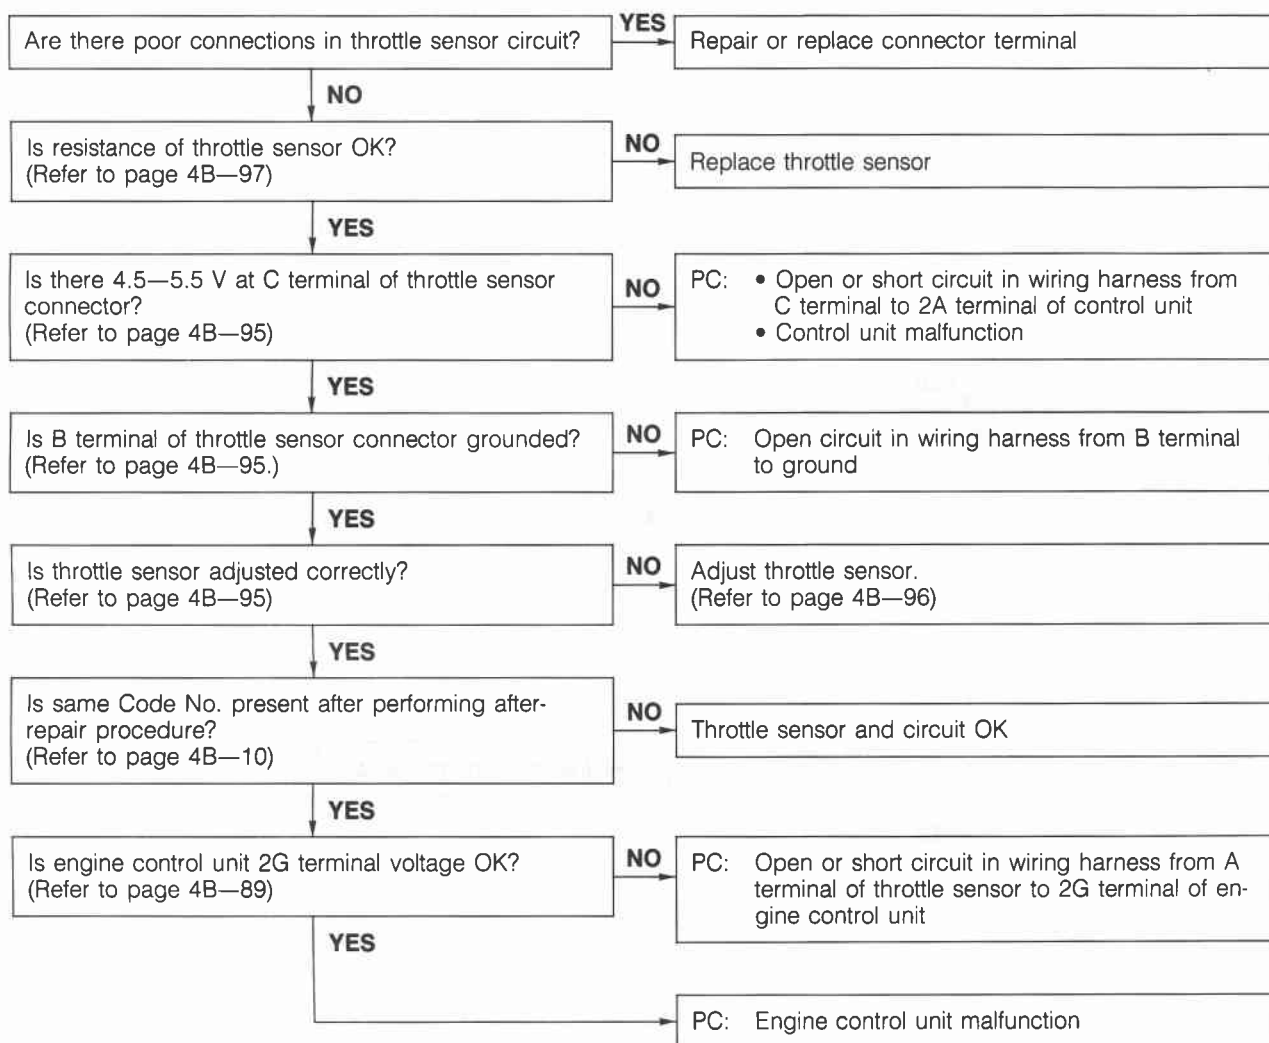 Are there poor connections in throttle sensor circuit?
YES
Repair or replace connector terminal
NO
Is resistance of throttle sensor OK?
(Refer to page 4B—97)
NO
Replace throttle sensor
YES
Is there 4.5—5.5 V at C terminal of throttle sensor
connector?
(Refer to page 4B—95)
NO
PC: • Open or short circuit in wiring harness from
C terminal to 2A terminal of control unit
• Control unit malfunction
YES
Is B terminal of throttle sensor connector grounded?
(Refer to page 4B—95.)
NO
PC: Open circuit in wiring harness from B terminal
to ground
YES
Is throttle sensor adjusted correctly?
(Refer to page 4B—95)
NO
Adjust throttle sensor.
(Refer to page 4B—96)
YES
Is same Code No. present after performing after-
repair procedure?
(Refer to page 4B—10)
NO
Throttle sensor and circuit OK
YES
Is engine control unit 2G terminal voltage OK?
(Refer to page 4B—89)
NO
PC: Open or short circuit in wiring harness from A
terminal of throttle sensor to 2G terminal of en-
gine control unit
YES
PC: Engine control unit malfunction